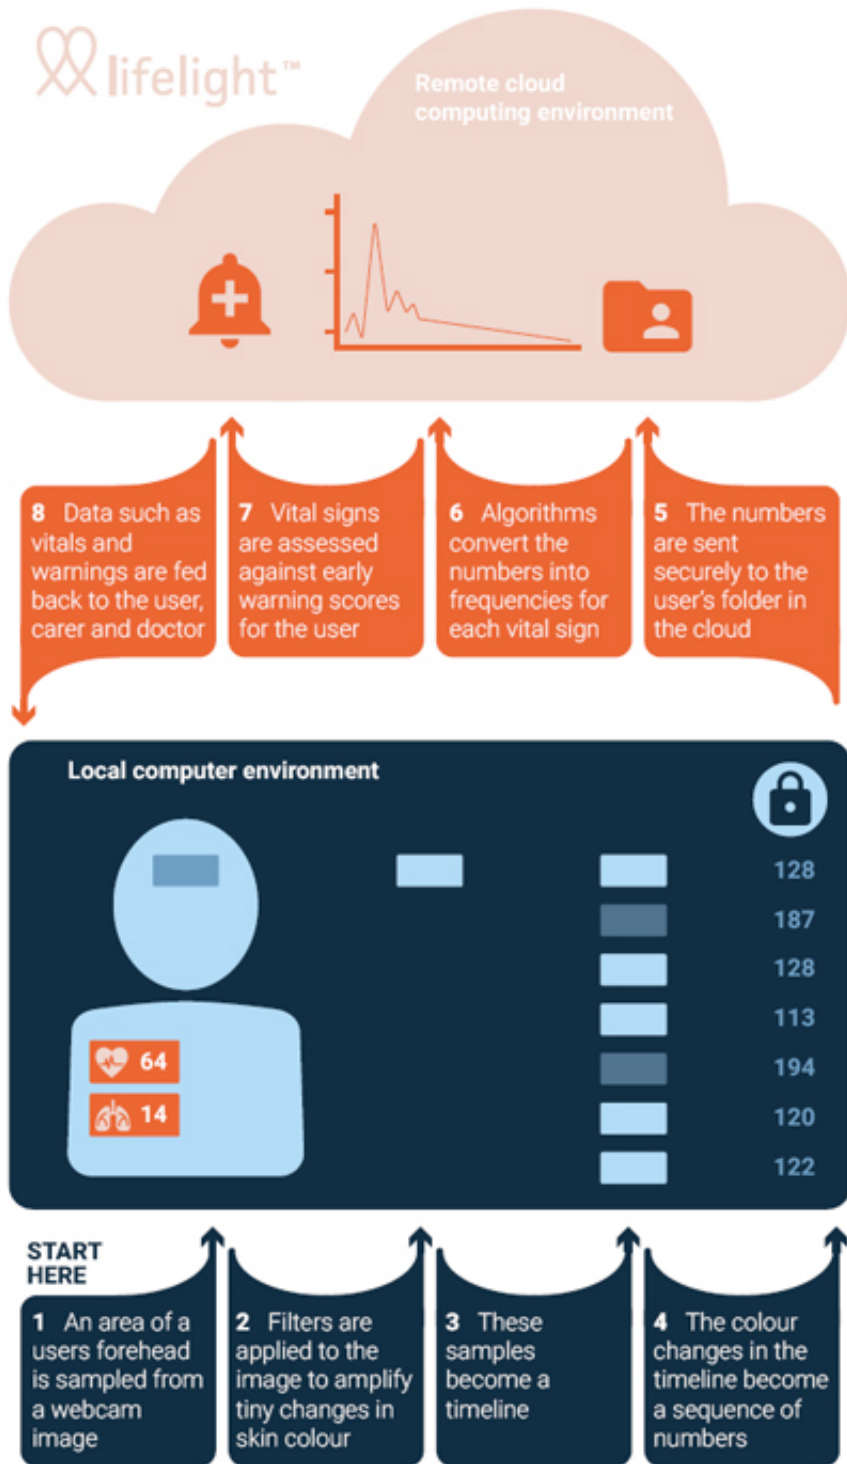 lifelight™
Remote cloud
computing environment
8 Data such as
vitals and
warnings are fed
back to the user,
carer and doctor
7 Vital signs
are assessed
against early
warning scores
for the user
6 Algorithms
convert the
numbers into
frequencies for
each vital sign
5 The numbers
are sent
securely to the
user's folder in
the cloud
Local computer environment
128
187
128
113
194
120
122
64
14
START
HERE
1 An area of a
users forehead
is sampled from
a webcam
image
2 Filters are
applied to the
image to amplify
tiny changes in
skin colour
3 These
samples
become a
timeline
4 The colour
changes in the
timeline become
a sequence of
numbers